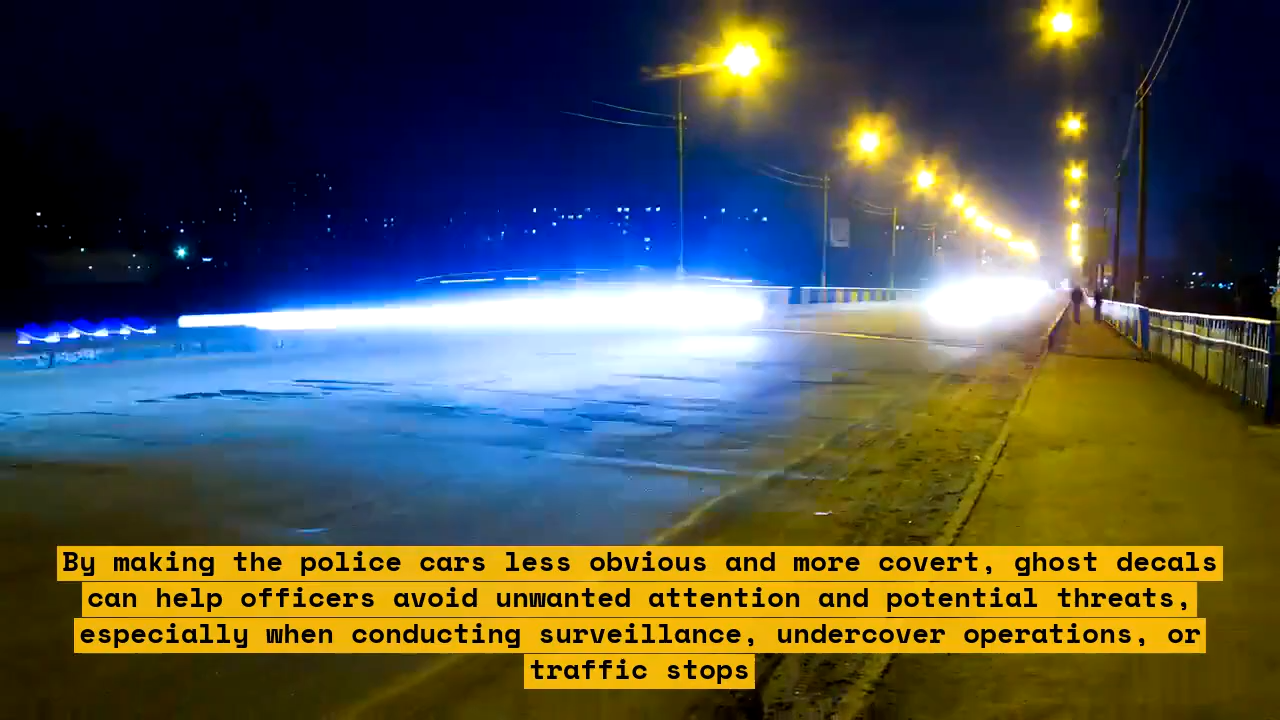 By making the police cars less obvious and more covert, ghost decals
can help officers avoid unwanted attention and potential threats,
especially when conducting surveillance, undercover operations, or
traffic stops